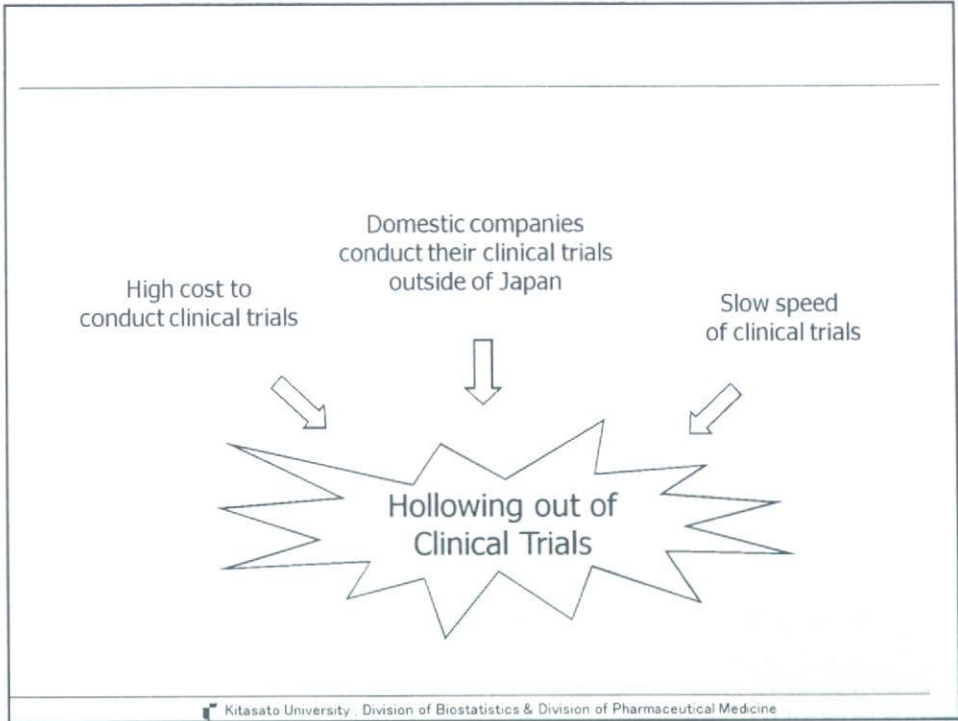 Domestic companies
conduct their clinical trials
outside of Japan
High cost to
conduct clinical trials
Slow speed
of clinical trials
Hollowing out of
Clinical Trials
Kitasato University , Division of Biostatistics & Division of Pharmaceutical Medicine